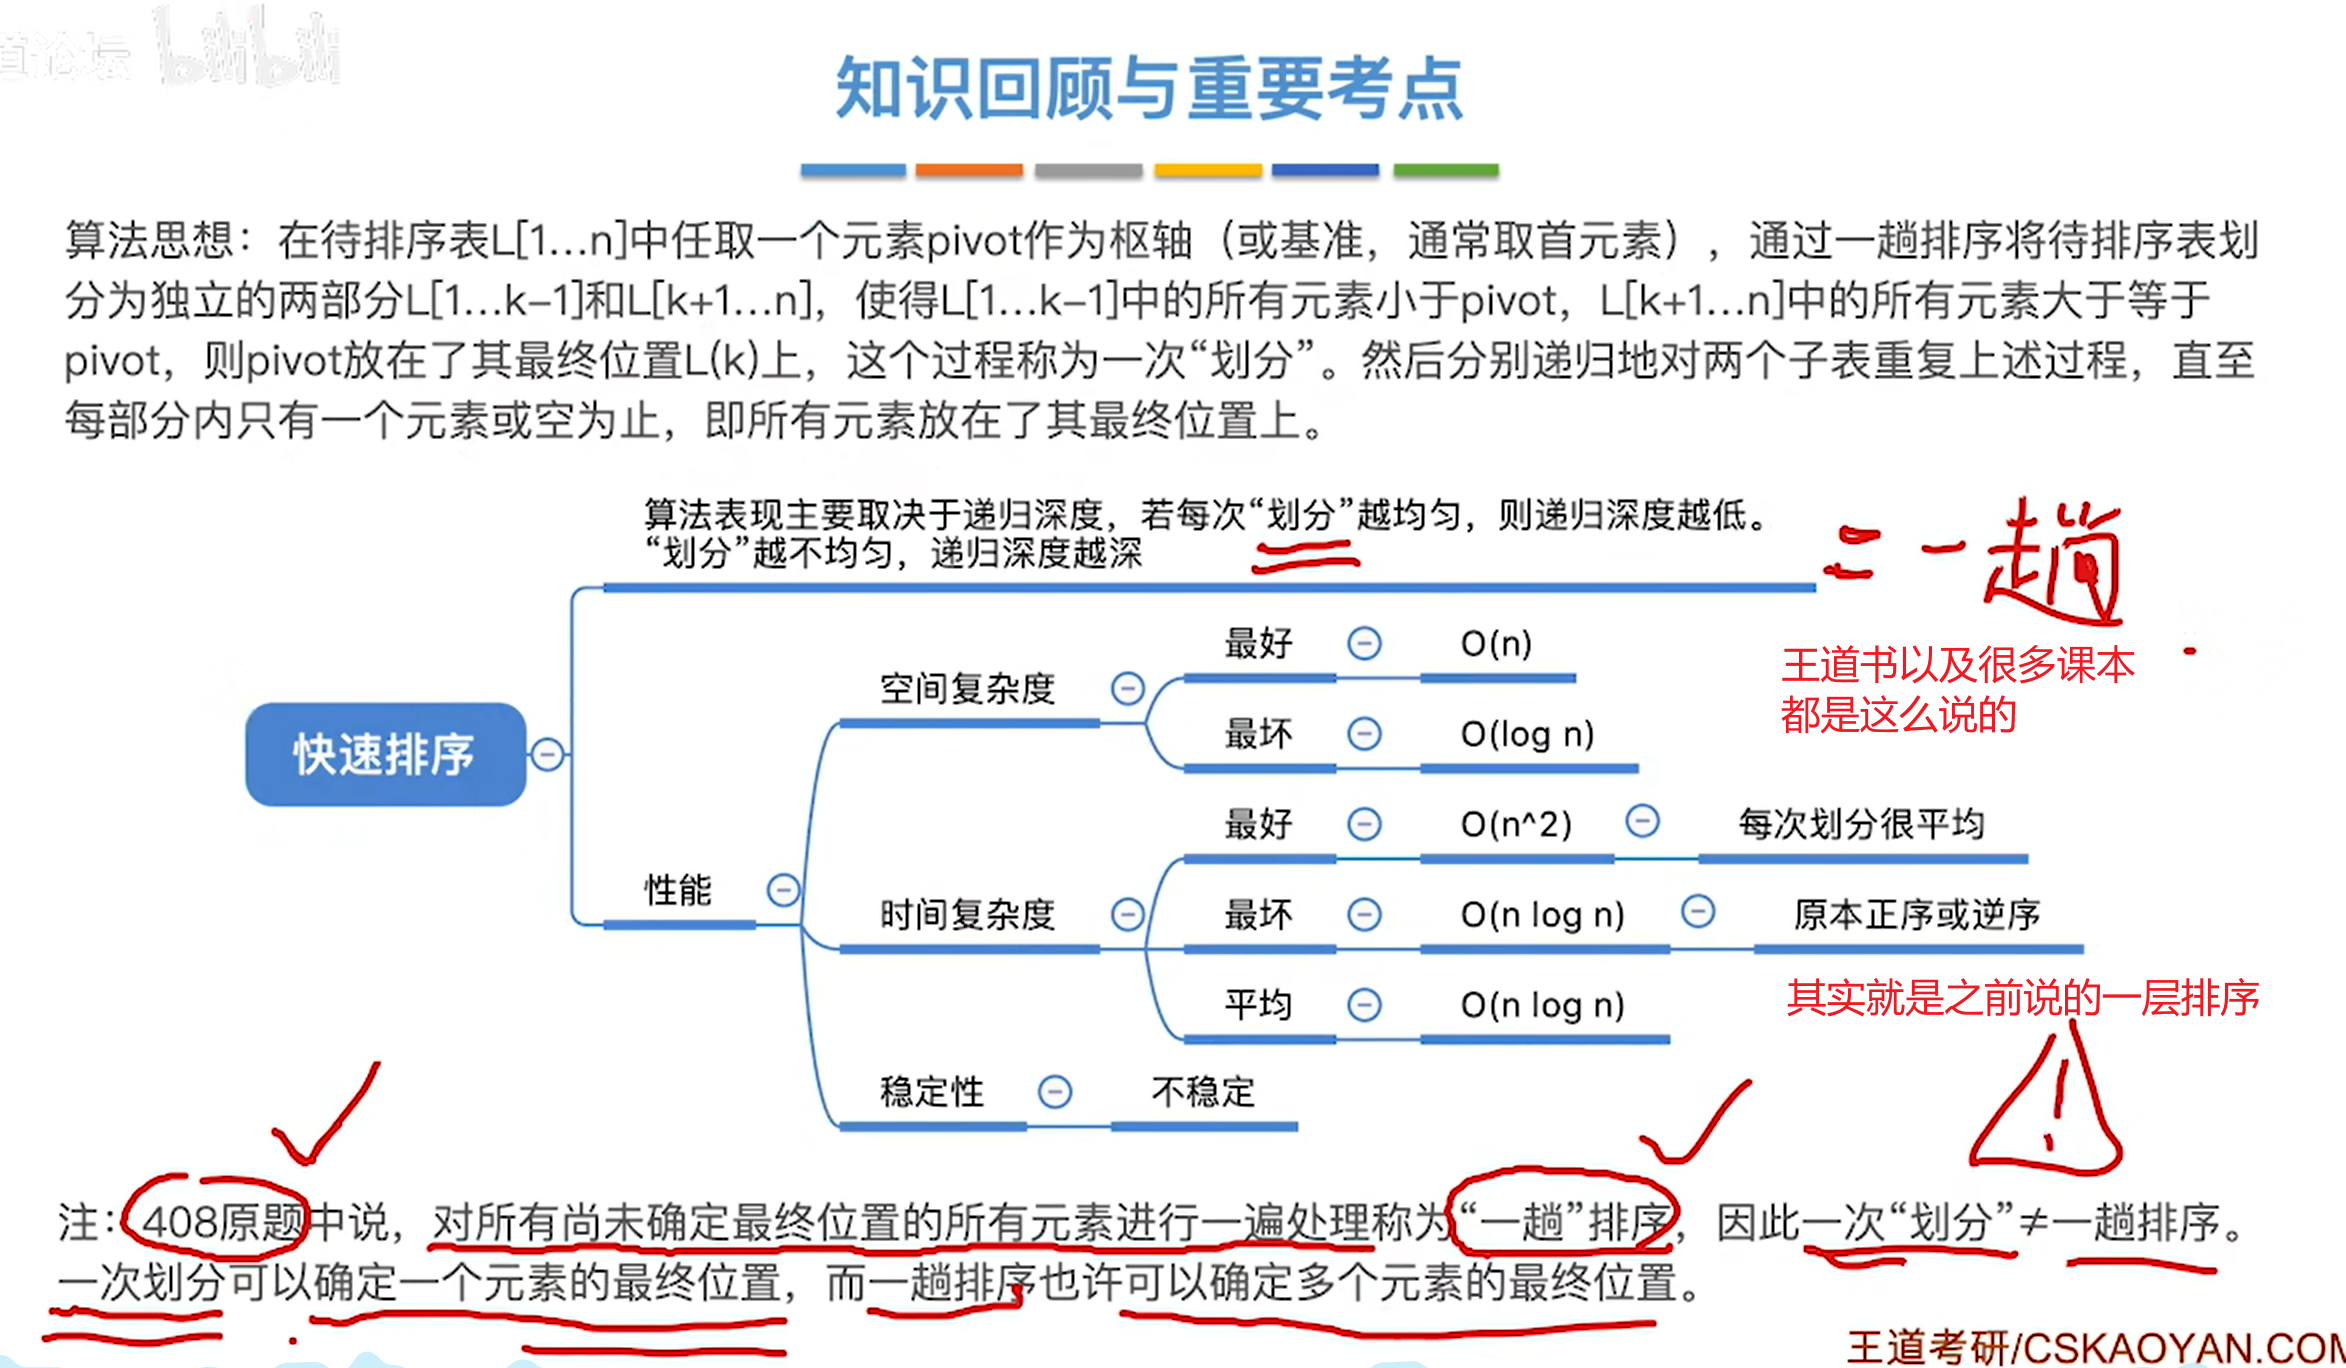 道论坛 bilibili
知识回顾与重要考点
算法思想：在待排序表L[1…n]中任取一个元素pivot作为枢轴（或基准，通常取首元素），通过一趟排序将待排序表划
分为独立的两部分L[1…k-1]和L[k+1…n]，使得L[1…k-1]中的所有元素小于pivot，L[k+1…n]中的所有元素大于等于
pivot，则pivot放在了其最终位置L(k)上，这个过程称为一次“划分”。然后分别递归地对两个子表重复上述过程，直至
每部分内只有一个元素或空为止，即所有元素放在了其最终位置上。
算法表现主要取决于递归深度，若每次“划分”越均匀，则递归深度越低。
“划分”越不均匀，递归深度越深
= 一趟
王道书以及很多课本
都是这么说的
快速排序
性能
空间复杂度
最好 O(n)
最坏 O(log n)
时间复杂度
最好 O(n^2) 每次划分很平均
最坏 O(n log n) 原本正序或逆序
平均 O(n log n)
稳定性 不稳定
其实就是之前说的一层排序
!
注：408原题中说，对所有尚未确定最终位置的所有元素进行一遍处理称为“一趟”排序，因此一次“划分”≠一趟排序。
一次划分可以确定一个元素的最终位置，而一趟排序也许可以确定多个元素的最终位置。
王道考研/CSKAOYAN.COM